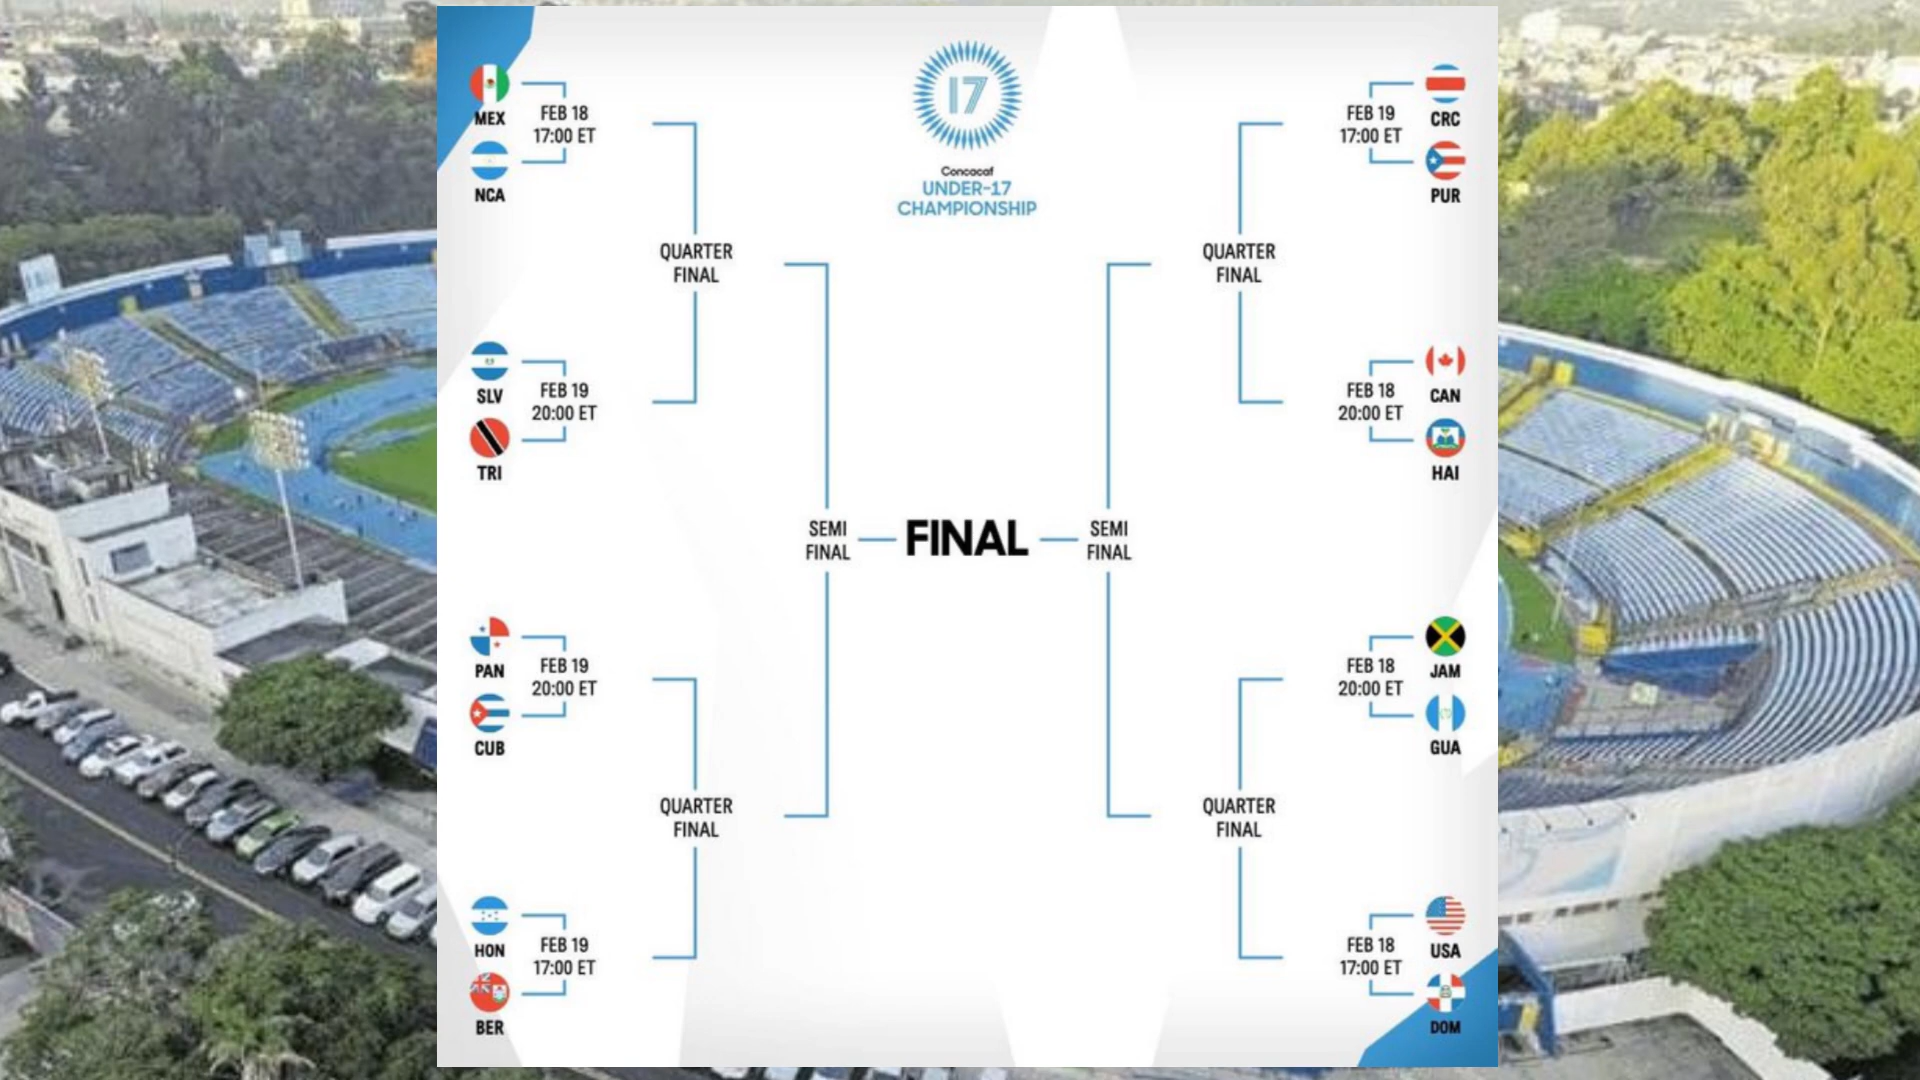 17
Concacaf
UNDER-17
CHAMPIONSHIP
MEX
FEB 18
17:00 ET
NCA
QUARTER
FINAL
SLV
FEB 19
20:00 ET
TRI
SEMI
FINAL
PAN
FEB 19
20:00 ET
CUB
QUARTER
FINAL
HON
FEB 19
17:00 ET
BER
FINAL
CRC
FEB 19
17:00 ET
PUR
QUARTER
FINAL
CAN
FEB 18
20:00 ET
HAI
SEMI
FINAL
JAM
FEB 18
20:00 ET
GUA
QUARTER
FINAL
USA
FEB 18
17:00 ET
DOM